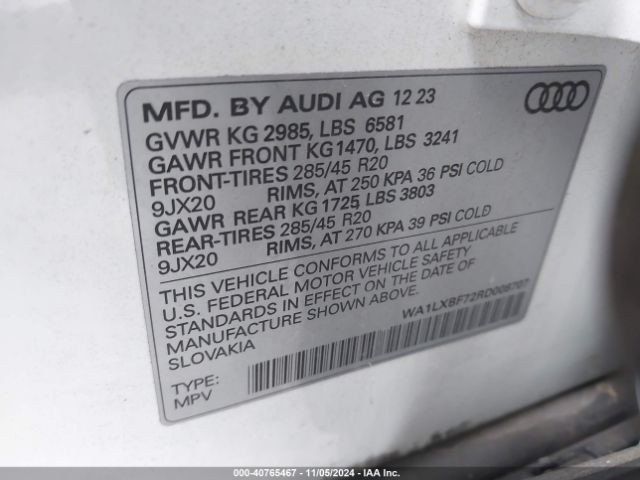 MFD. BY AUDI AG 12 23
GVWR KG 2985, LBS 6581
GAWR FRONT KG1470, LBS 3241
FRONT-TIRES 285/45 R20
9JX20 RIMS, AT 250 KPA 36 PSI COLD
GAWR REAR KG 1725, LBS 3803
REAR-TIRES 285/45 R20
9JX20 RIMS, AT 270 KPA 39 PSI COLD
THIS VEHICLE CONFORMS TO ALL APPLICABLE
U.S. FEDERAL MOTOR VEHICLE SAFETY
STANDARDS IN EFFECT ON THE DATE OF
MANUFACTURE SHOWN ABOVE.
SLOVAKIA
WA1LXBF72RD008707
TYPE:
MPV
000-40765467 - 11/05/2024 - IAA Inc.